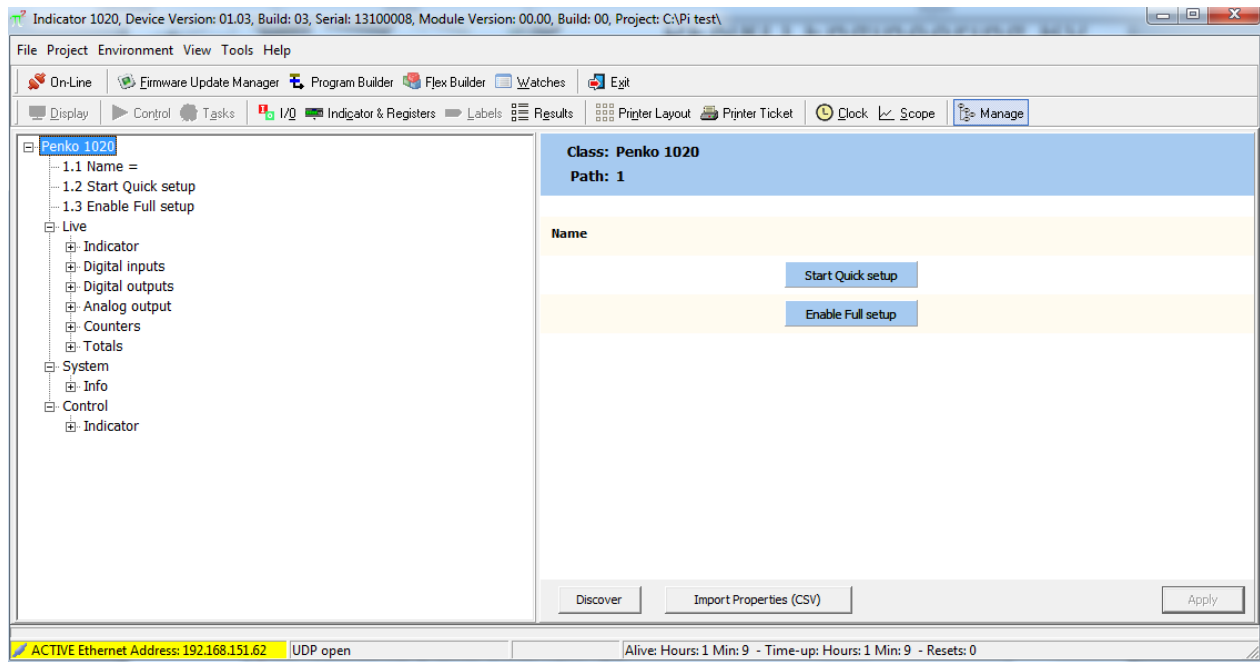 Indicator 1020, Device Version: 01.03, Build: 03, Serial: 13100008, Module Version: 00.00, Build: 00, Project: C:\Pi test\
File Project Environment View Tools Help
On-Line Firmware Update Manager Program Builder Flex Builder Watches Exit
Display Control Tasks I/O Indicator & Registers Labels Results Printer Layout Printer Ticket Clock Scope Manage
Penko 1020
1.1 Name =
1.2 Start Quick setup
1.3 Enable Full setup
Live
Indicator
Digital inputs
Digital outputs
Analog output
Counters
Totals
System
Info
Control
Indicator
Class: Penko 1020
Path: 1
Name
Start Quick setup
Enable Full setup
Discover Import Properties (CSV) Apply
ACTIVE Ethernet Address: 192.168.151.62 UDP open Alive: Hours: 1 Min: 9 - Time-up: Hours: 1 Min: 9 - Resets: 0